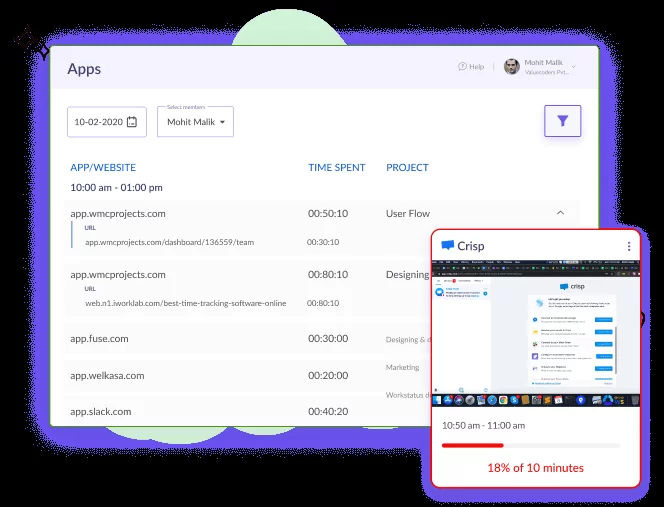 Apps
Help
Mohit Malik
Valuecoders Pvt...
10-02-2020
Select members
Mohit Malik
APP/WEBSITE TIME SPENT PROJECT
10:00 am - 01:00 pm
app.wmcprojects.com 00:50:10 User Flow
URL
app.wmcprojects.com/dashboard/136559/team 00:30:10
app.wmcprojects.com 00:80:10 Designing
URL
web.n1.iworklab.com/best-time-tracking-software-online 00:80:10
app.fuse.com 00:30:00 Designing & d
app.welkasa.com 00:20:00 Marketing
app.slack.com 00:40:20 Workstatus de
Crisp
crisp
10:50 am - 11:00 am
18% of 10 minutes